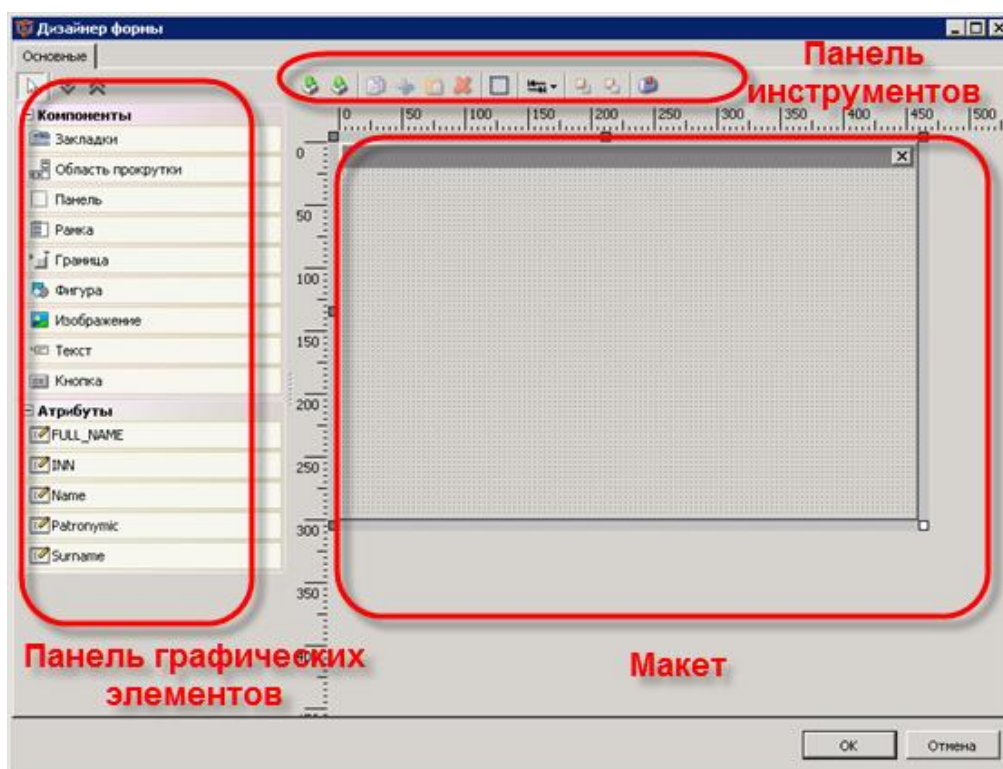 Дизайнер формы
Основные
Панель
инструментов
Компоненты
Закладки
Область прокрутки
Панель
Рамка
Граница
Фигура
Изображение
Текст
Кнопка
Атрибуты
FULL_NAME
INN
Name
Patronymic
Surname
0 50 100 150 200 250 300 350 400 450 500
0
50
100
150
200
250
300
350
Панель графических
элементов
Макет
OK
Отмена